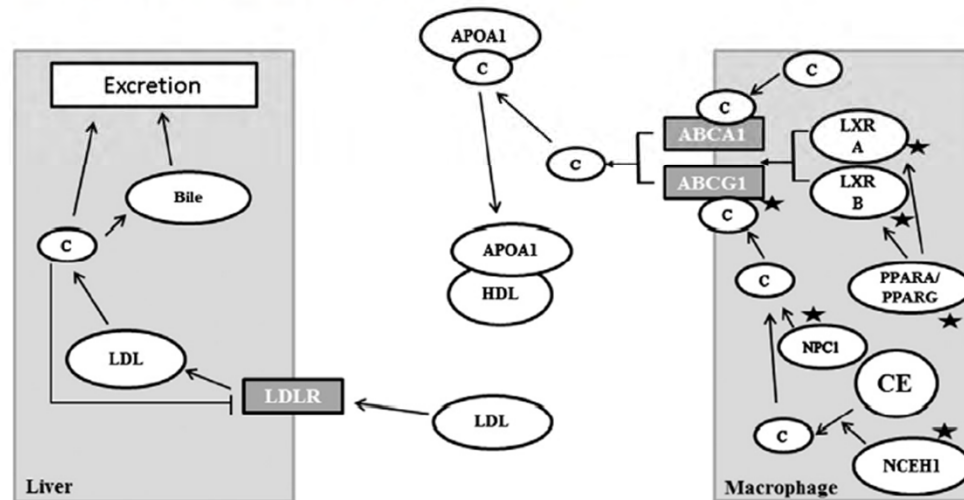 APOA1
C
C
Excretion
C
ABCA1
LXR
A
C
ABCG1
LXR
B
Bile
C
C
APOA1
C
PPARA/
PPARG
HDL
LDL
NPC1
CE
LDLR
LDL
C
NCEH1
Liver
Macrophage